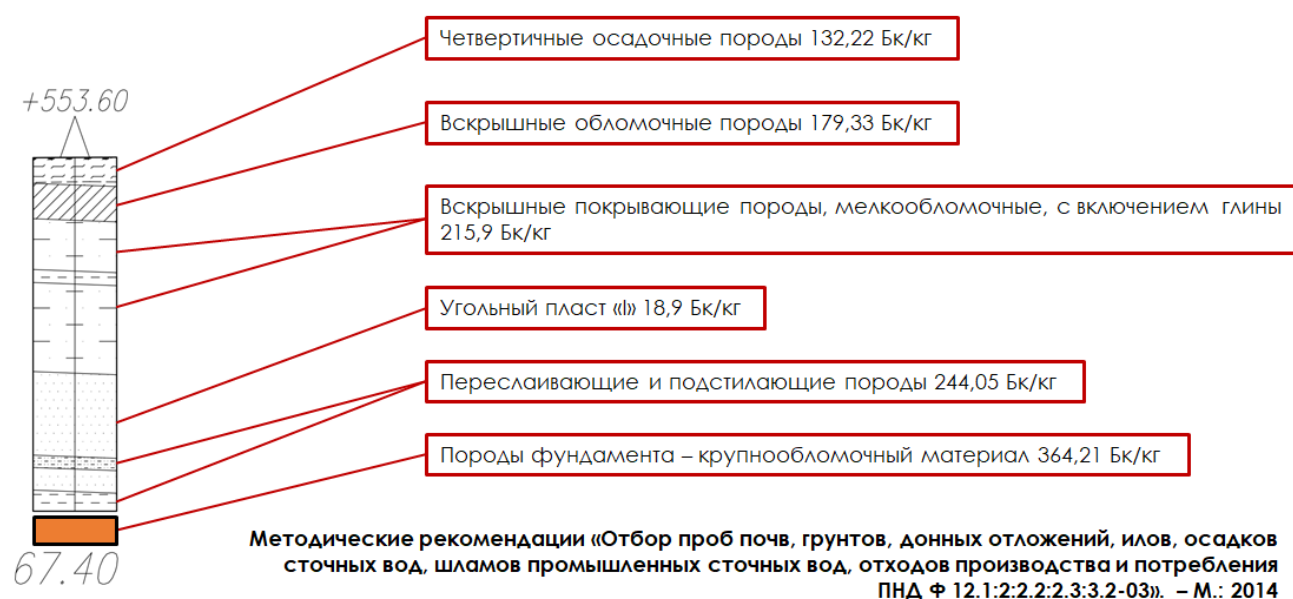 Четвертичные осадочные породы 132,22 Бк/кг
+553.60
Вскрышные обломочные породы 179,33 Бк/кг
Вскрышные покрывающие породы, мелкообломочные, с включением глины
215,9 Бк/кг
Угольный пласт «I» 18,9 Бк/кг
Переслаивающие и подстилающие породы 244,05 Бк/кг
Породы фундамента – крупнообломочный материал 364,21 Бк/кг
67.40
Методические рекомендации «Отбор проб почв, грунтов, донных отложений, илов, осадков
сточных вод, шламов промышленных сточных вод, отходов производства и потребления
ПНД Ф 12.1:2:2.2:2.3:3.2-03». – М.: 2014